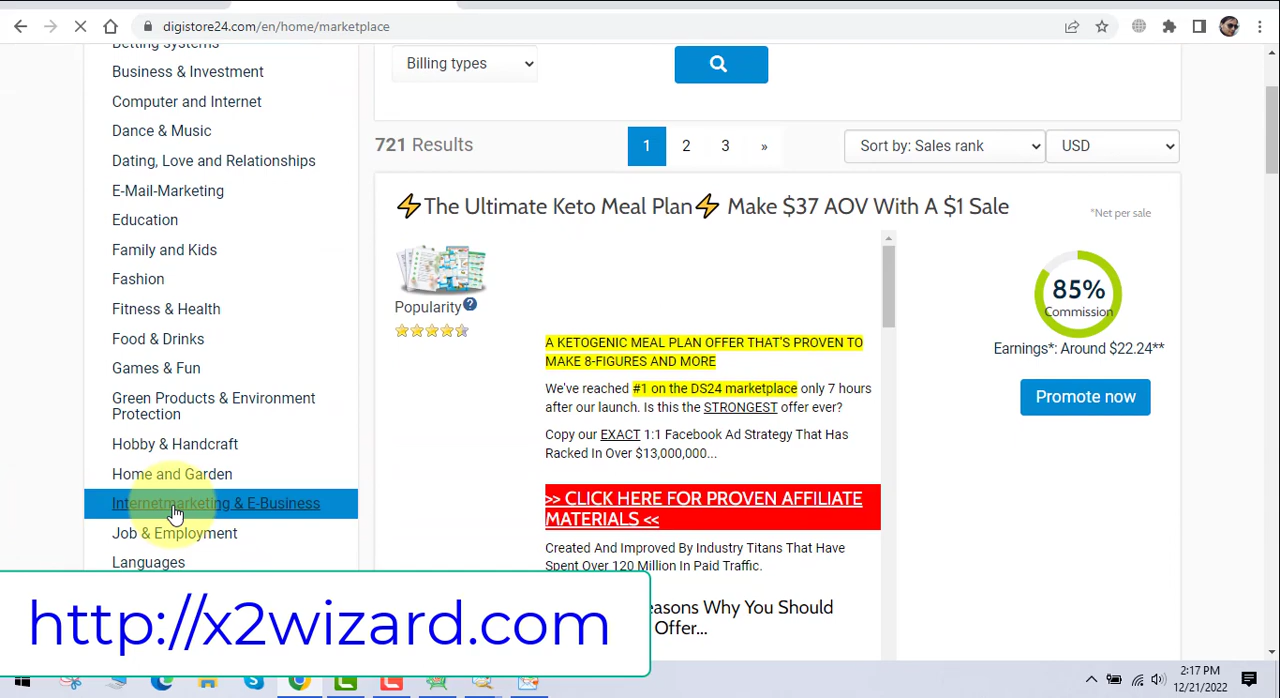 digistore24.com/en/home/marketplace
Betting systems
Business & Investment
Computer and Internet
Dance & Music
Dating, Love and Relationships
E-Mail-Marketing
Education
Family and Kids
Fashion
Fitness & Health
Food & Drinks
Games & Fun
Green Products & Environment
Protection
Hobby & Handcraft
Home and Garden
Internetmarketing & E-Business
Job & Employment
Languages
Billing types
721 Results
1 2 3 »
Sort by: Sales rank
USD
⚡The Ultimate Keto Meal Plan⚡ Make $37 AOV With A $1 Sale
*Net per sale
Popularity ?
85%
Commission
Earnings*: Around $22.24**
Promote now
A KETOGENIC MEAL PLAN OFFER THAT'S PROVEN TO
MAKE 8-FIGURES AND MORE
We've reached #1 on the DS24 marketplace only 7 hours
after our launch. Is this the STRONGEST offer ever?
Copy our EXACT 1:1 Facebook Ad Strategy That Has
Racked In Over $13,000,000...
>> CLICK HERE FOR PROVEN AFFILIATE
MATERIALS <<
Created And Improved By Industry Titans That Have
Spent Over 120 Million In Paid Traffic.
easons Why You Should
Offer...
http://x2wizard.com
2:17 PM
12/21/2022